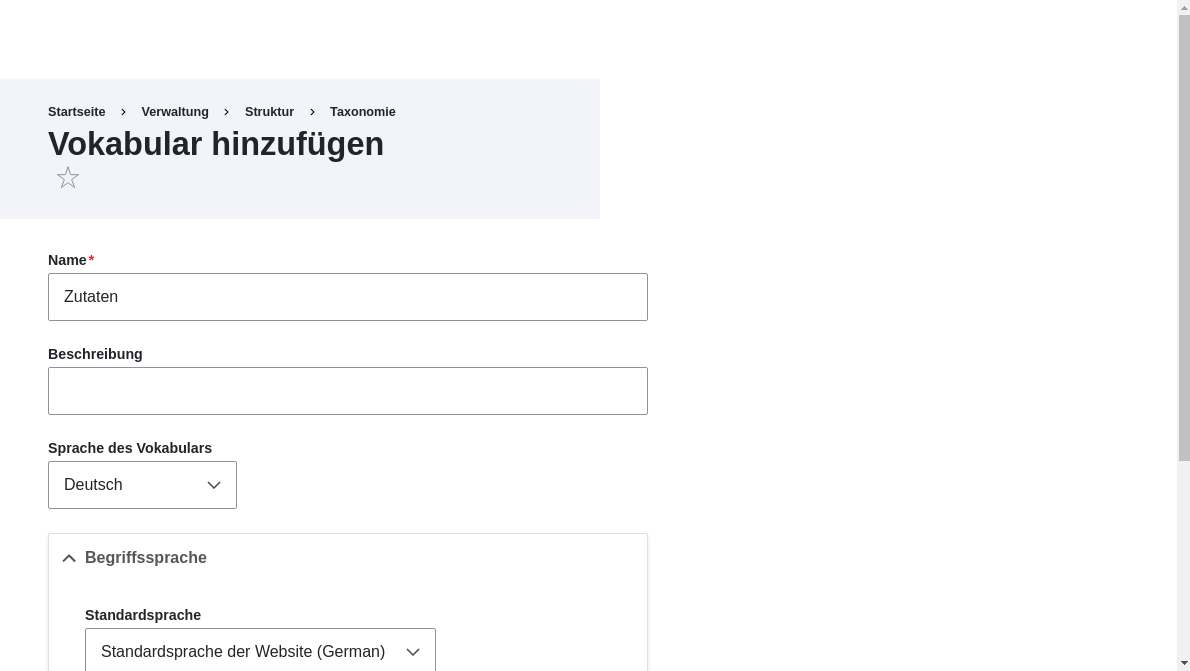 Startseite › Verwaltung › Struktur › Taxonomie
Vokabular hinzufügen
Name*
Zutaten
Beschreibung
Sprache des Vokabulars
Deutsch
Begriffssprache
Standardsprache
Standardsprache der Website (German)